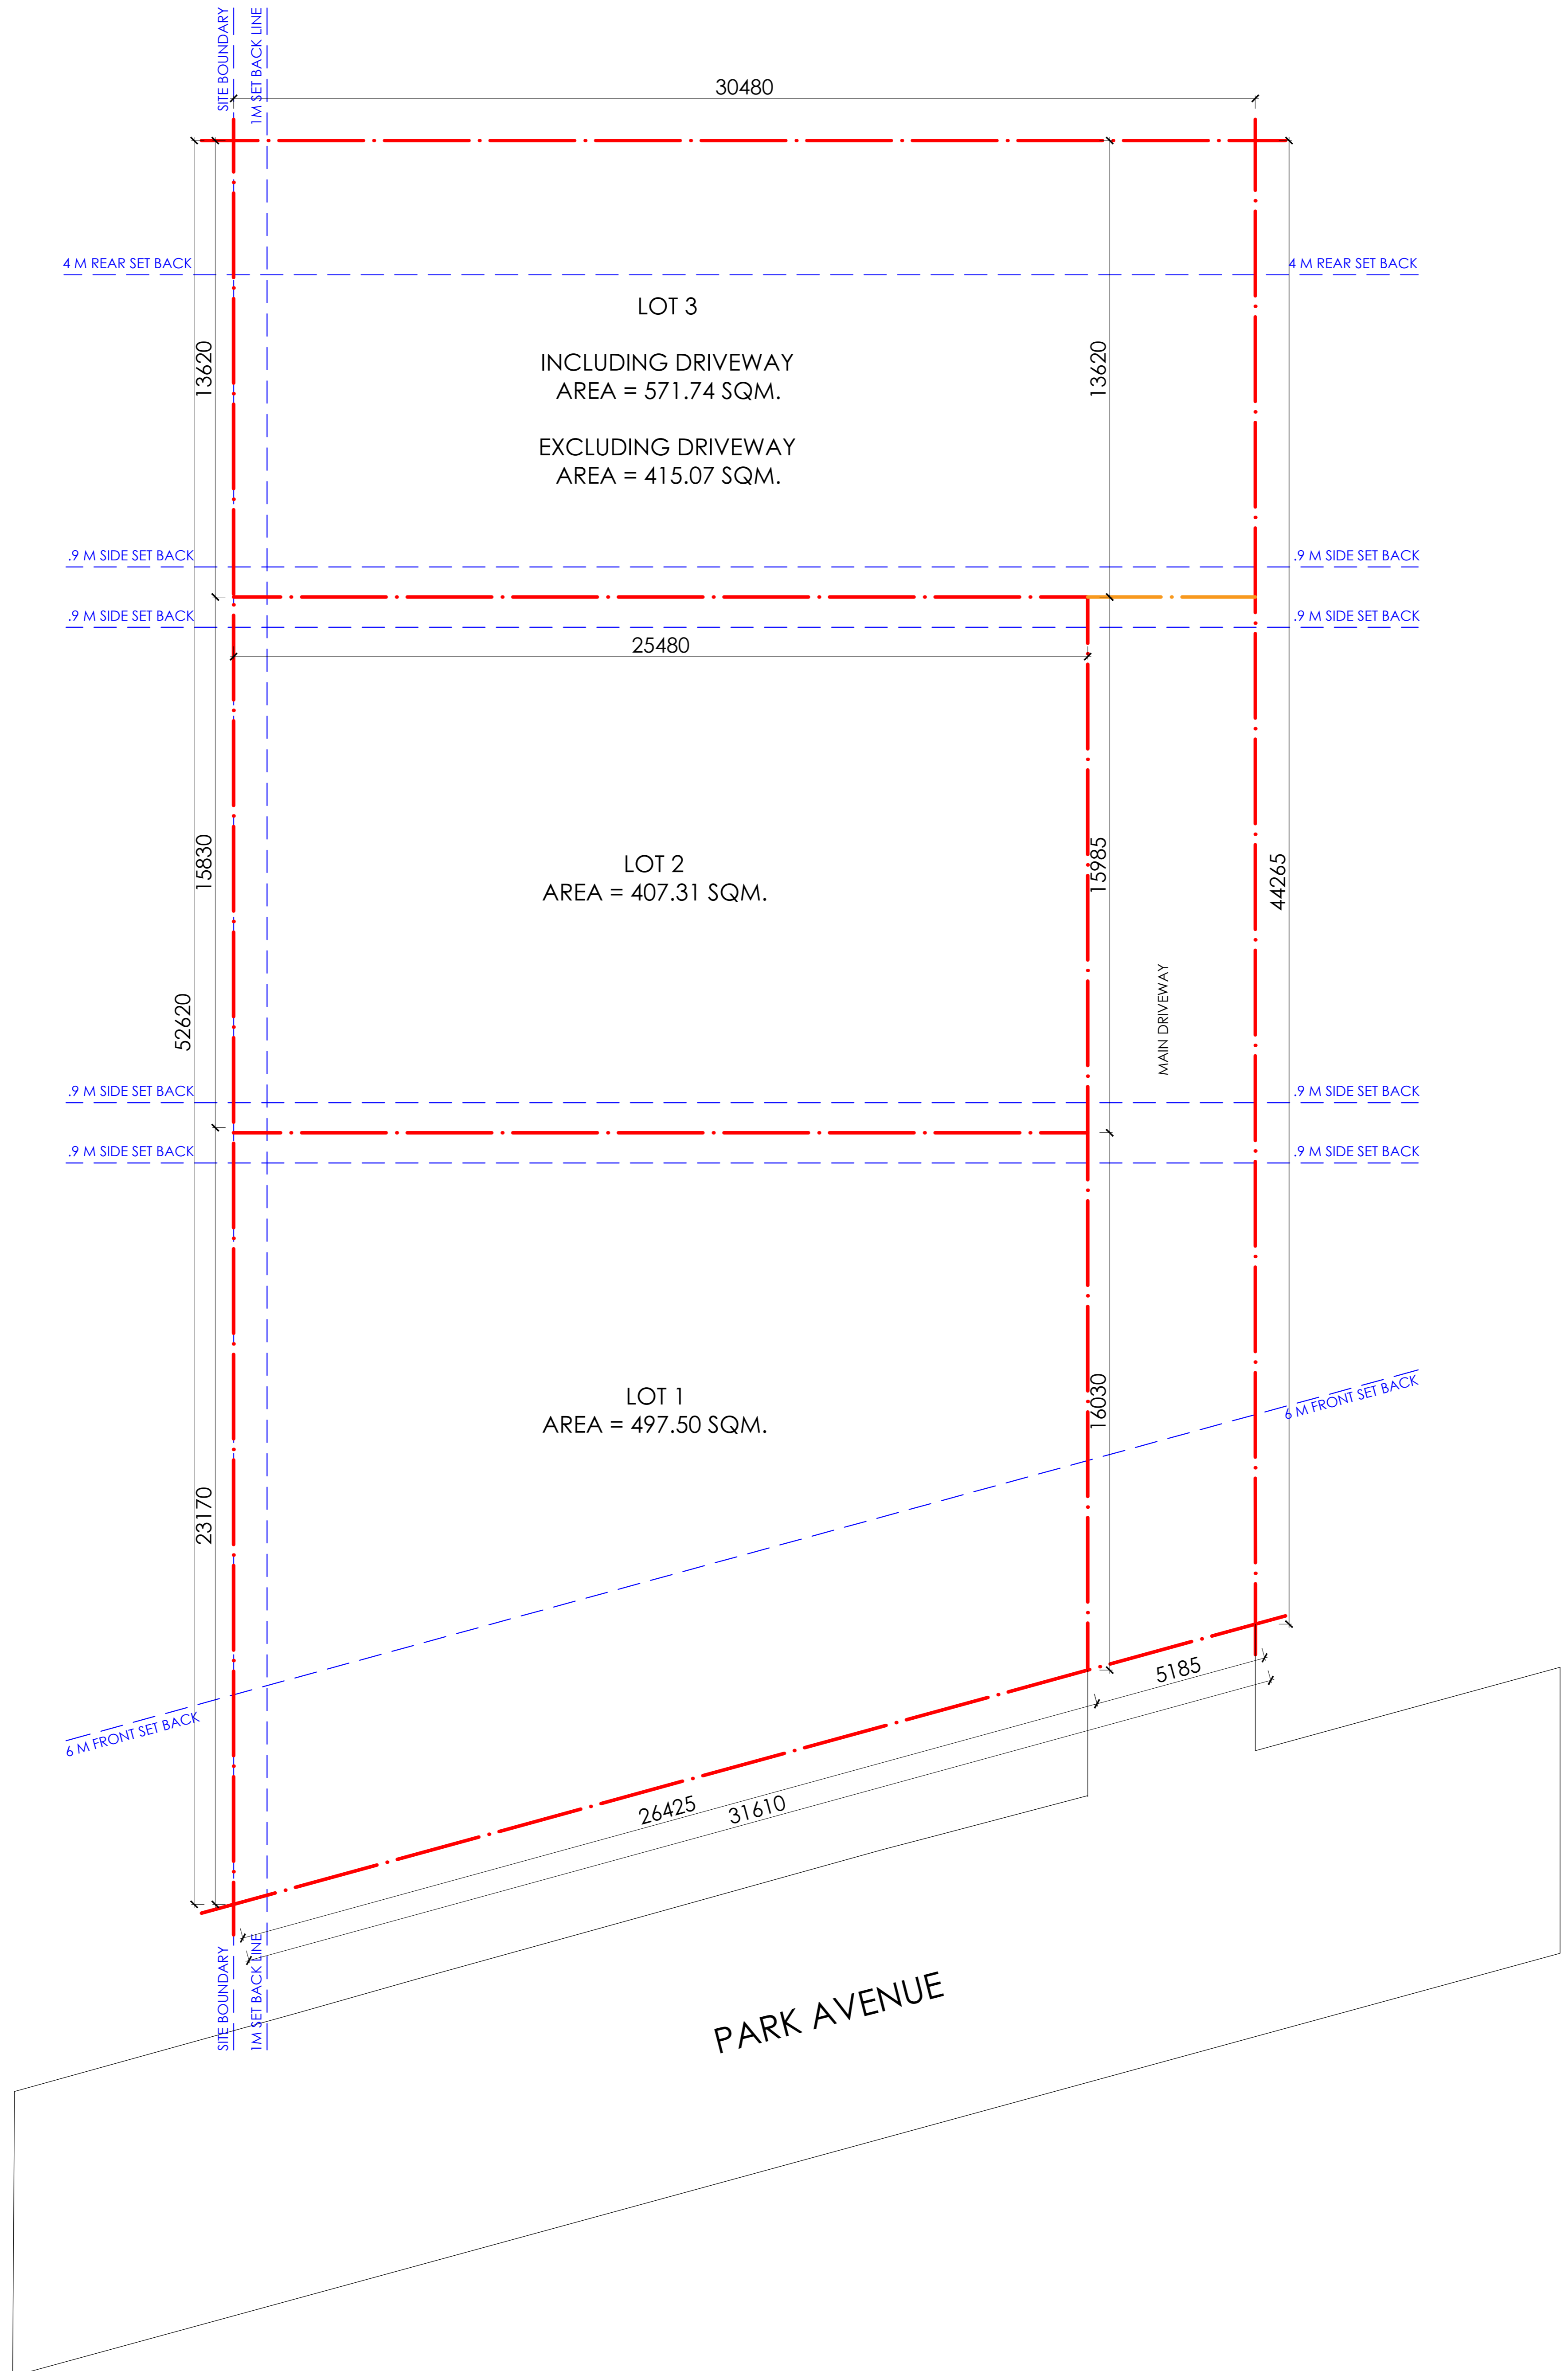 SITE BOUNDARY
1M SET BACK LINE
30480
4 M REAR SET BACK
4 M REAR SET BACK
LOT 3
INCLUDING DRIVEWAY
AREA = 571.74 SQM.
EXCLUDING DRIVEWAY
AREA = 415.07 SQM.
13620
13620
.9 M SIDE SET BACK
.9 M SIDE SET BACK
.9 M SIDE SET BACK
.9 M SIDE SET BACK
25480
LOT 2
AREA = 407.31 SQM.
15830
15985
44265
52620
MAIN DRIVEWAY
.9 M SIDE SET BACK
.9 M SIDE SET BACK
.9 M SIDE SET BACK
.9 M SIDE SET BACK
LOT 1
AREA = 497.50 SQM.
16030
6 M FRONT SET BACK
23170
6 M FRONT SET BACK
5185
26425
31610
SITE BOUNDARY
1M SET BACK LINE
PARK AVENUE